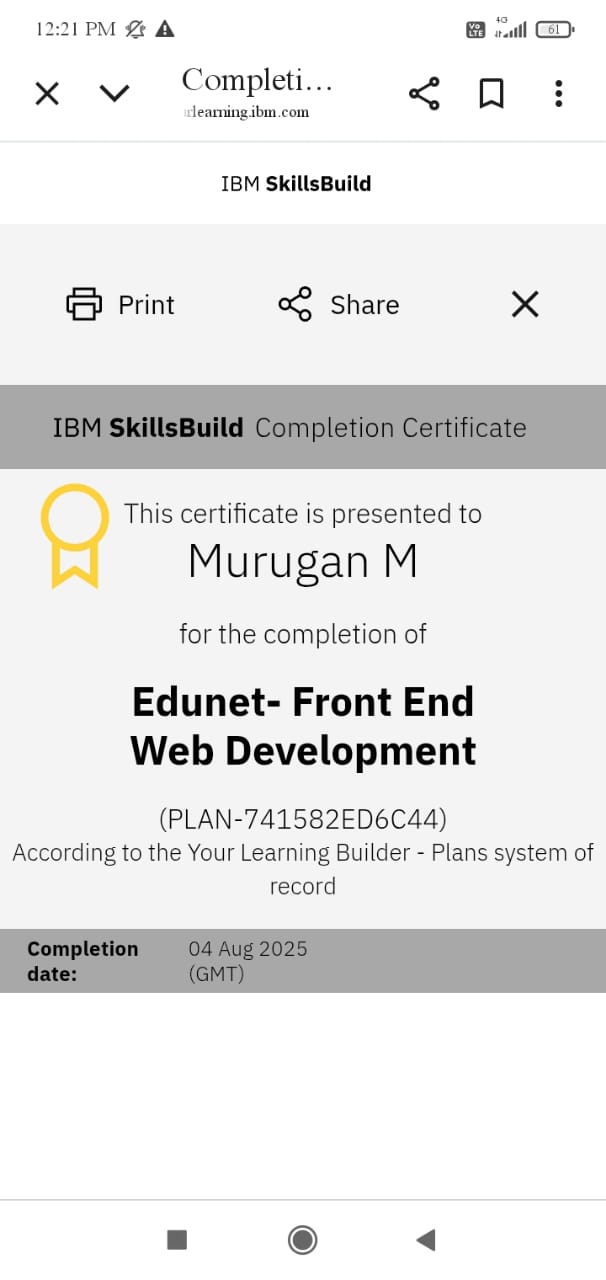 12:21 PM
Vo LTE 4G 61
Completi...
rlearning.ibm.com
IBM SkillsBuild
Print Share
IBM SkillsBuild Completion Certificate
This certificate is presented to
Murugan M
for the completion of
Edunet- Front End
Web Development
(PLAN-741582ED6C44)
According to the Your Learning Builder - Plans system of
record
Completion 04 Aug 2025
date: (GMT)